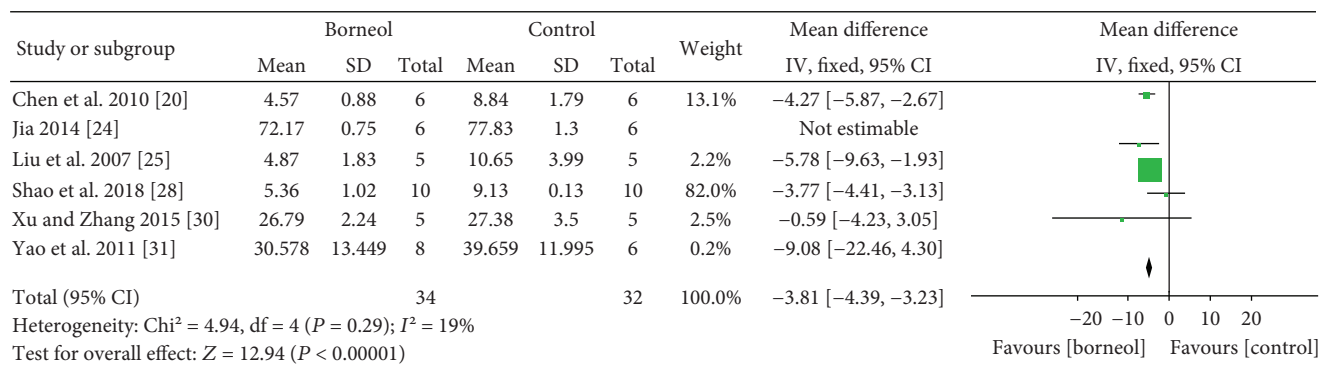 Study or subgroup Borneol Control Weight Mean difference Mean difference
Mean SD Total Mean SD Total IV, fixed, 95% CI IV, fixed, 95% CI
Chen et al. 2010 [20] 4.57 0.88 6 8.84 1.79 6 13.1% −4.27 [−5.87, −2.67]
Jia 2014 [24] 72.17 0.75 6 77.83 1.3 6 Not estimable
Liu et al. 2007 [25] 4.87 1.83 5 10.65 3.99 5 2.2% −5.78 [−9.63, −1.93]
Shao et al. 2018 [28] 5.36 1.02 10 9.13 0.13 10 82.0% −3.77 [−4.41, −3.13]
Xu and Zhang 2015 [30] 26.79 2.24 5 27.38 3.5 5 2.5% −0.59 [−4.23, 3.05]
Yao et al. 2011 [31] 30.578 13.449 8 39.659 11.995 6 0.2% −9.08 [−22.46, 4.30]
Total (95% CI) 34 32 100.0% −3.81 [−4.39, −3.23]
Heterogeneity: Chi² = 4.94, df = 4 (P = 0.29); I² = 19%
Test for overall effect: Z = 12.94 (P < 0.00001)
−20 −10 0 10 20
Favours [borneol] Favours [control]